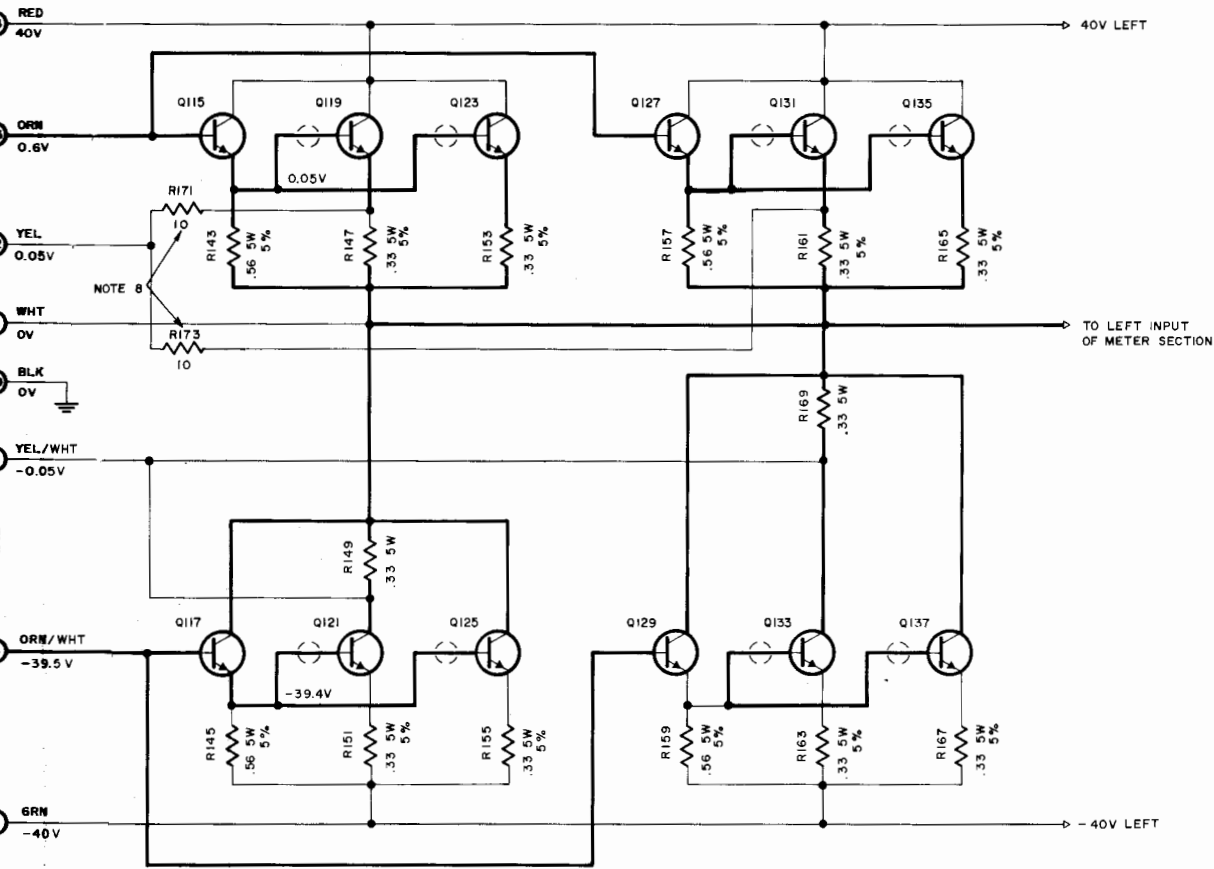 RED
40V
40V LEFT
Q115
Q119
Q123
Q127
Q131
Q135
ORN
0.6V
0.05V
R171
10
YEL
0.05V
R143
.56 5W
5%
R147
.33 5W
5%
R153
.33 5W
5%
R157
.56 5W
5%
R161
.33 5W
5%
R165
.33 5W
5%
NOTE 8
WHT
0V
R173
10
TO LEFT INPUT
OF METER SECTION
BLK
0V
R169
.33 5W
YEL/WHT
-0.05V
R149
.33 5W
Q117
Q121
Q125
Q129
Q133
Q137
ORN/WHT
-39.5V
-39.4V
R145
.56 5W
5%
R151
.33 5W
5%
R155
.33 5W
5%
R159
.56 5W
5%
R163
.33 5W
5%
R167
.33 5W
5%
GRN
-40V
-40V LEFT